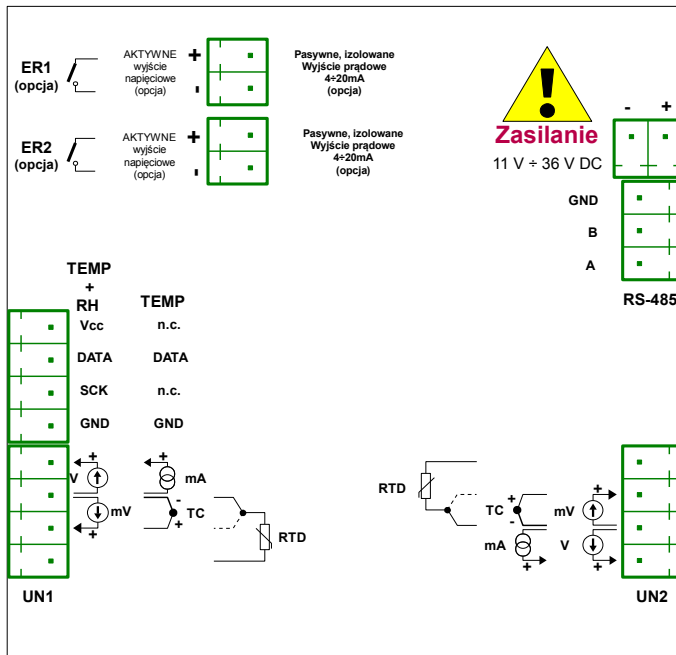 ER1
(opcja)
AKTYWNE
wyjście
napięciowe
(opcja)
+
-
Pasywne, izolowane
Wyjście prądowe
4÷20mA
(opcja)
ER2
(opcja)
AKTYWNE
wyjście
napięciowe
(opcja)
+
-
Pasywne, izolowane
Wyjście prądowe
4÷20mA
(opcja)
!
Zasilanie
11 V ÷ 36 V DC
- +
GND
B
A
RS-485
TEMP
+
RH
TEMP
Vcc n.c.
DATA DATA
SCK n.c.
GND GND
+
V
mV
+
+
mA
-
TC
+
RTD
UN1
RTD
+
TC
-
mA
+
+
mV
V
+
UN2